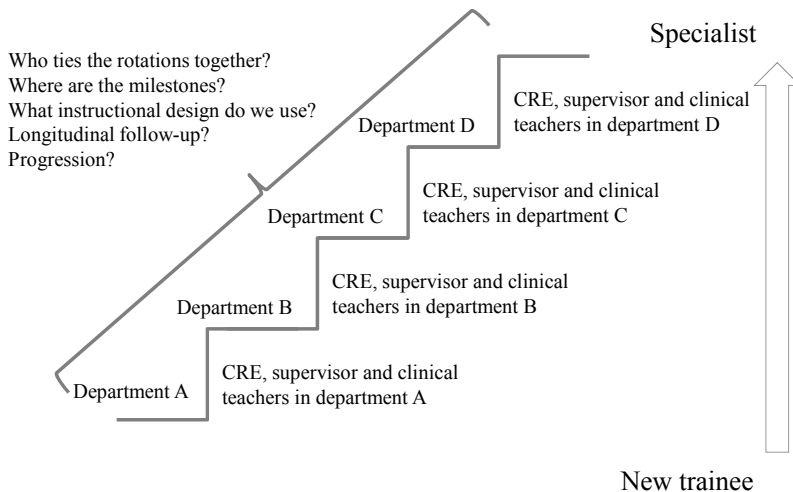 Specialist
Who ties the rotations together?
Where are the milestones?
What instructional design do we use?
Longitudinal follow-up?
Progression?
CRE, supervisor and clinical
teachers in department D
Department D
CRE, supervisor and clinical
teachers in department C
Department C
CRE, supervisor and clinical
teachers in department B
Department B
CRE, supervisor and clinical
teachers in department A
Department A
New trainee